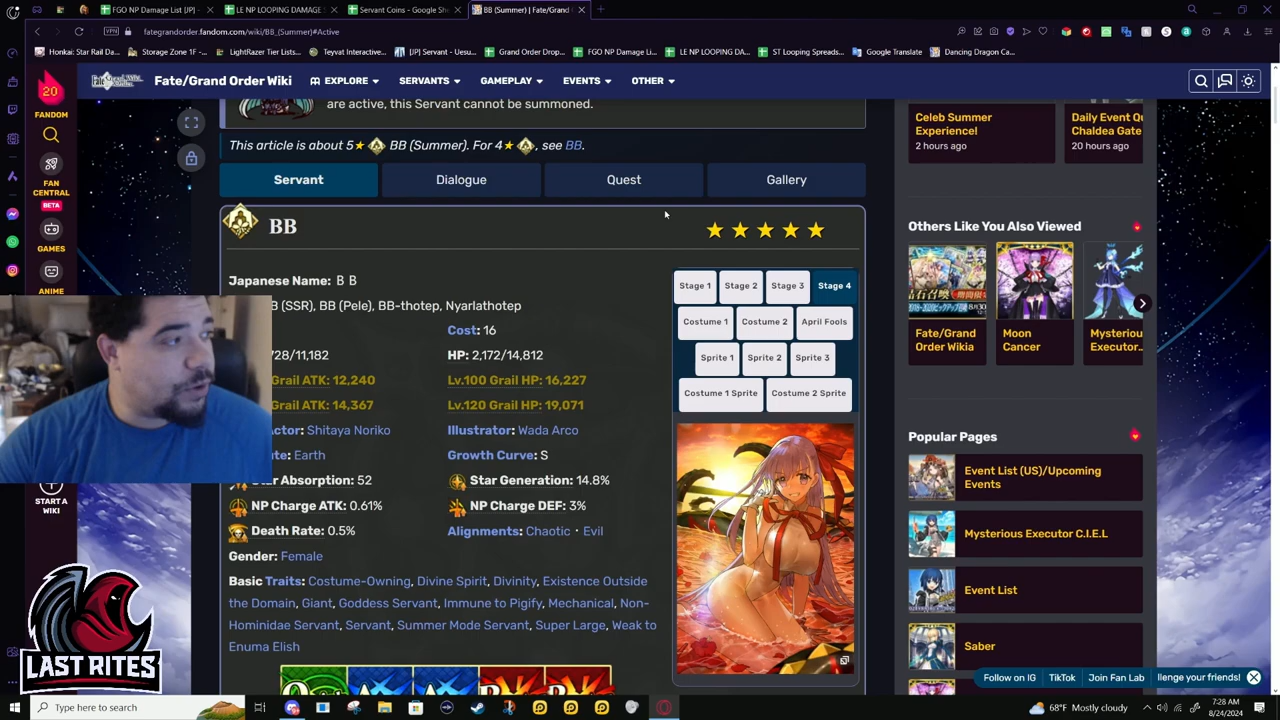 FGO NP Damage List [JP] -
LE NP LOOPING DAMAGE
Servant Coins - Google She
BB (Summer) | Fate/Grand
VPN
fategrandorder.fandom.com/wiki/BB_(Summer)#Active
Honkai: Star Rail Da...
Storage Zone 1F -...
LightRazer Tier Lists...
Teyvat Interactive...
[JP] Servant - Uesu...
Grand Order Drop...
FGO NP Damage Li...
LE NP LOOPING DA...
ST Looping Spreads...
Google Translate
Dancing Dragon Ca...
20
FANDOM
FAN
CENTRAL
BETA
GAMES
ANIME
START A
WIKI
Fate/Grand Order Wiki
EXPLORE
SERVANTS
GAMEPLAY
EVENTS
OTHER
are active, this Servant cannot be summoned.
This article is about 5★ BB (Summer). For 4★ , see BB.
Servant
Dialogue
Quest
Gallery
BB
Japanese Name: B B
(SSR), BB (Pele), BB-thotep, Nyarlathotep
Cost: 16
28/11,182
HP: 2,172/14,812
Grail ATK: 12,240
Lv.100 Grail HP: 16,227
Grail ATK: 14,367
Lv.120 Grail HP: 19,071
Actor: Shitaya Noriko
Illustrator: Wada Arco
te: Earth
Growth Curve: S
Star Absorption: 52
Star Generation: 14.8%
NP Charge ATK: 0.61%
NP Charge DEF: 3%
Death Rate: 0.5%
Alignments: Chaotic・Evil
Gender: Female
Basic Traits: Costume-Owning, Divine Spirit, Divinity, Existence Outside
the Domain, Giant, Goddess Servant, Immune to Pigify, Mechanical, Non-
Hominidae Servant, Servant, Summer Mode Servant, Super Large, Weak to
Enuma Elish
Stage 1
Stage 2
Stage 3
Stage 4
Costume 1
Costume 2
April Fools
Sprite 1
Sprite 2
Sprite 3
Costume 1 Sprite
Costume 2 Sprite
Celeb Summer
Experience!
2 hours ago
Daily Event Qu
Chaldea Gate
20 hours ago
Others Like You Also Viewed
Fate/Grand
Order Wikia
Moon
Cancer
Mysterious
Executor...
Popular Pages
Event List (US)/Upcoming
Events
Mysterious Executor C.I.E.L
Event List
Saber
Follow on IG
TikTok
Join Fan Lab
llenge your friends!
LAST RITES
Type here to search
68°F Mostly cloudy
7:28 AM
8/24/2024